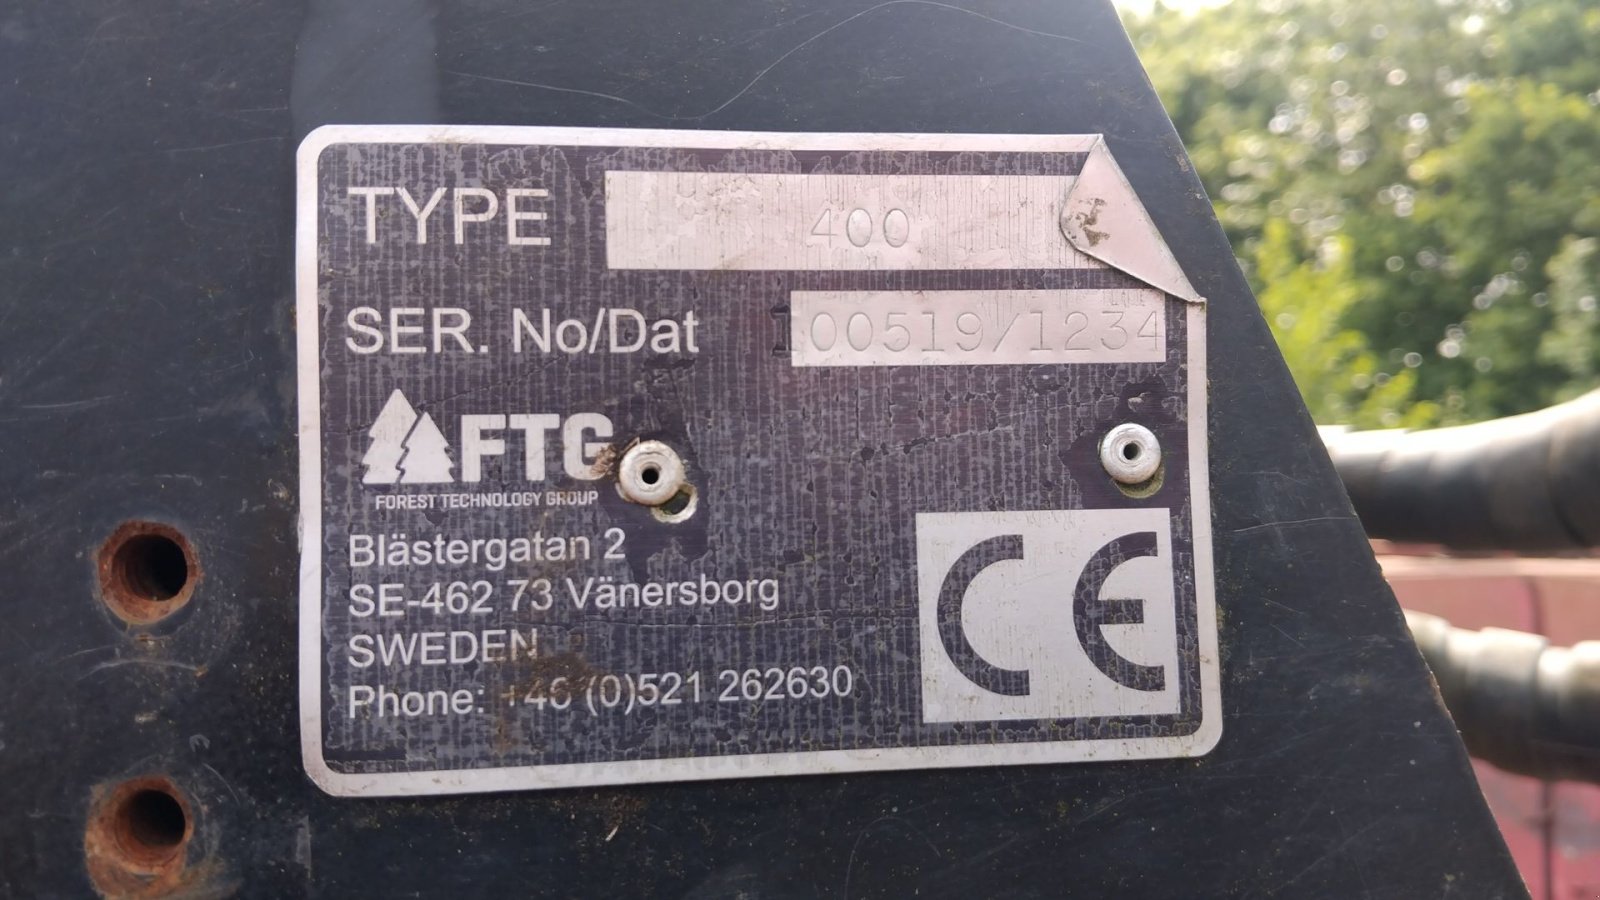 TYPE 400
SER. No/Dat 100519/1234
FTG
FOREST TECHNOLOGY GROUP
Blästergatan 2
SE-462 73 Vänersborg
SWEDEN
Phone: +46 (0)521 262630
CE